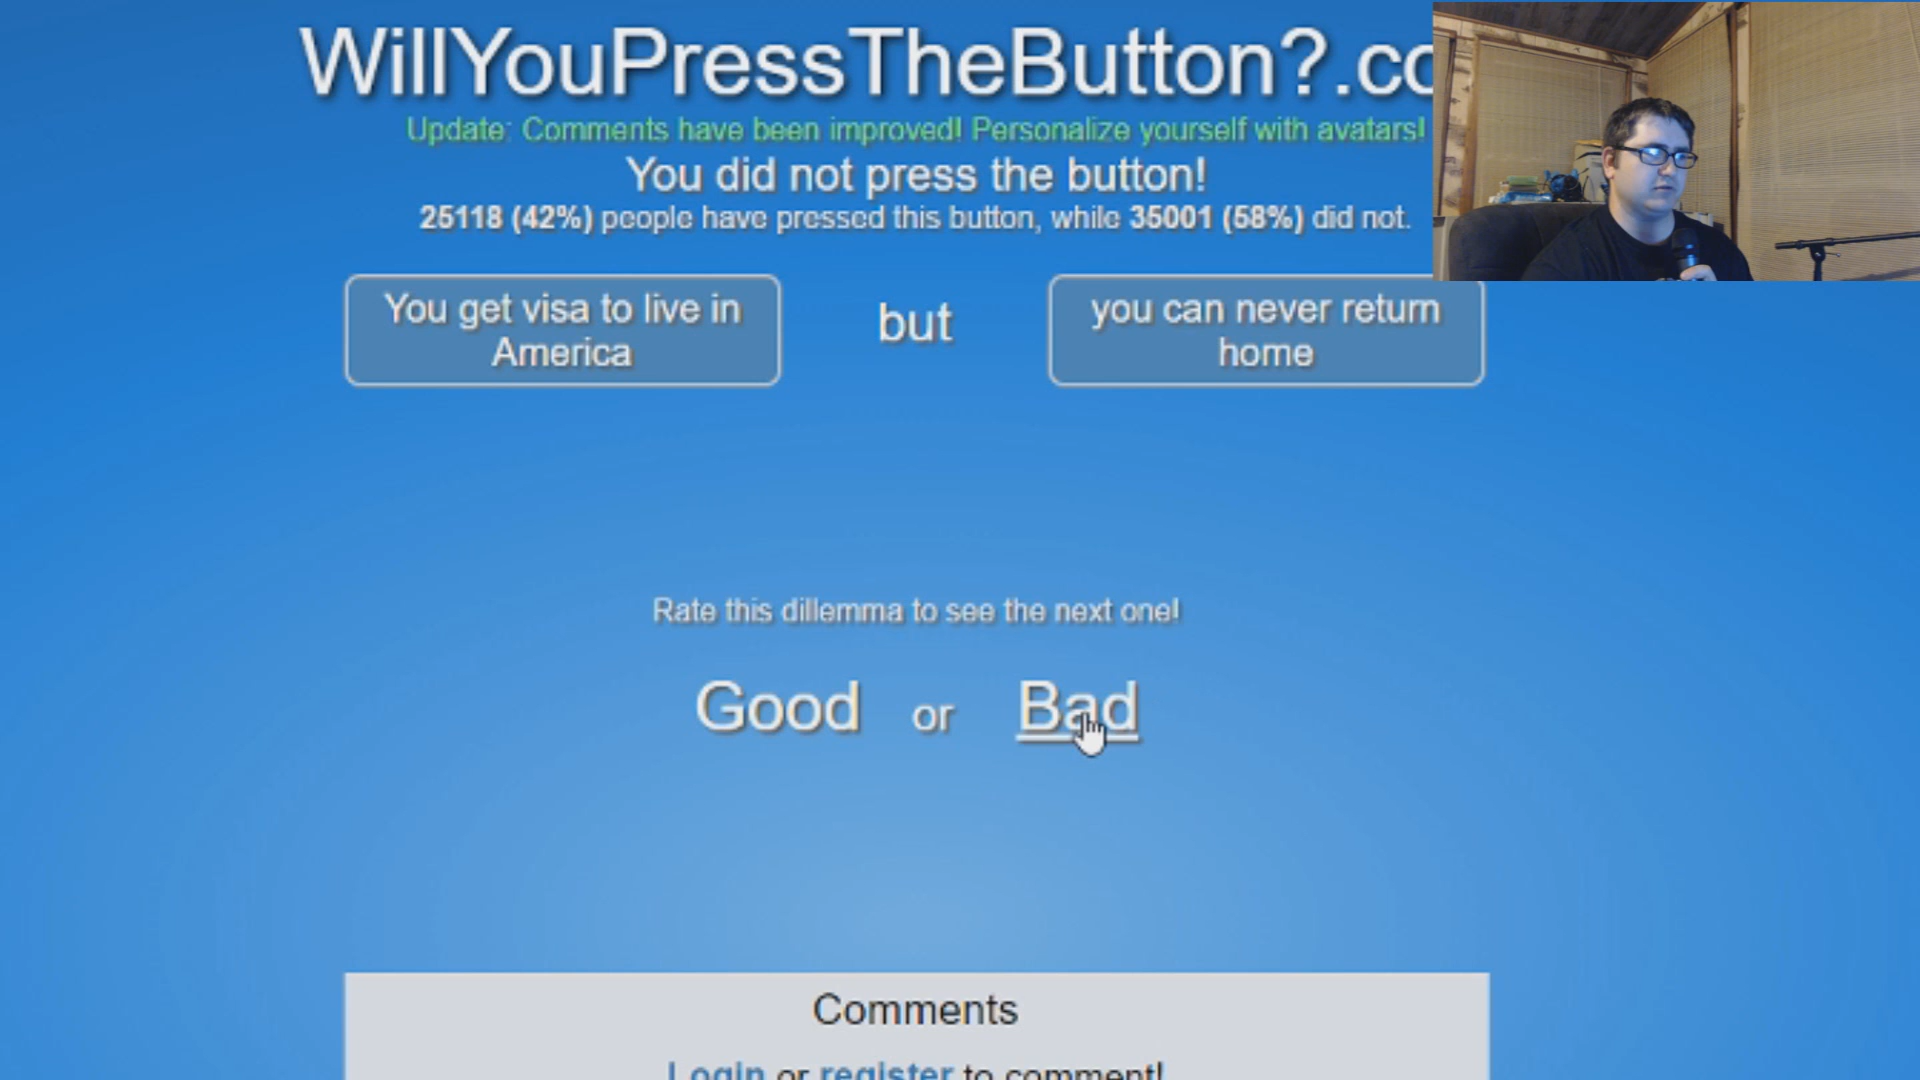 WillYouPressTheButton?.co
Update: Comments have been improved! Personalize yourself with avatars!
You did not press the button!
25118 (42%) people have pressed this button, while 35001 (58%) did not.
You get visa to live in
America
but
you can never return
home
Rate this dillemma to see the next one!
Good or Bad
Comments
Login or register to comment!